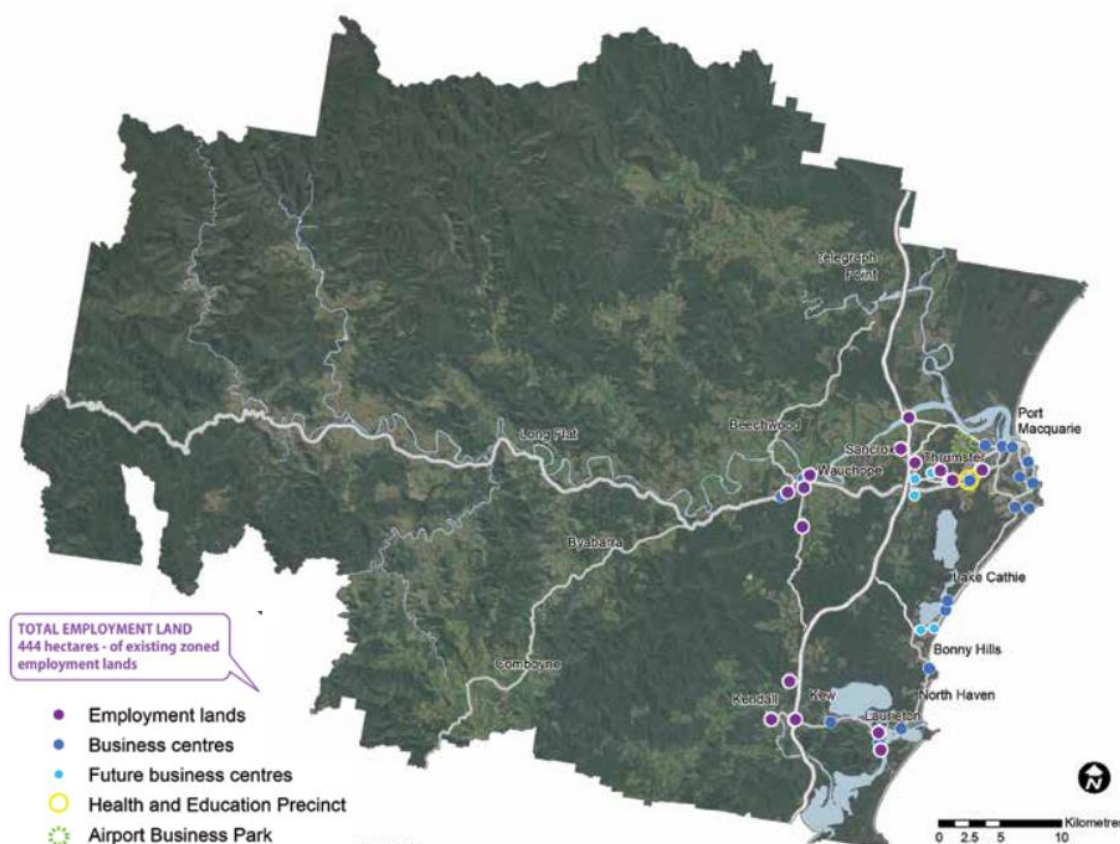 Telegraph
Point
Port
Macquarie
Beechwood
Long Flat
Sancrox
Thrumster
Wauchope
Byabarra
Lake Cathie
TOTAL EMPLOYMENT LAND
444 hectares - of existing zoned
employment lands
Bonny Hills
Comboyne
Kendall
Kew
North Haven
Laurieton
Employment lands
Business centres
Future business centres
Health and Education Precinct
Airport Business Park
N
Kilometres
0 2.5 5 10